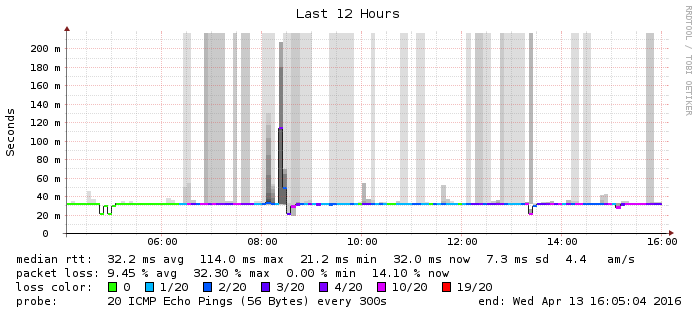 Last 12 Hours
RRDTOOL / TOBI OETIKER
Seconds
200 m
180 m
160 m
140 m
120 m
100 m
80 m
60 m
40 m
20 m
0
06:00 08:00 10:00 12:00 14:00 16:00
median rtt: 32.2 ms avg 114.0 ms max 21.2 ms min 32.0 ms now 7.3 ms sd 4.4 am/s
packet loss: 9.45 % avg 32.30 % max 0.00 % min 14.10 % now
loss color: 0 1/20 2/20 3/20 4/20 10/20 19/20
probe: 20 ICMP Echo Pings (56 Bytes) every 300s end: Wed Apr 13 16:05:04 2016